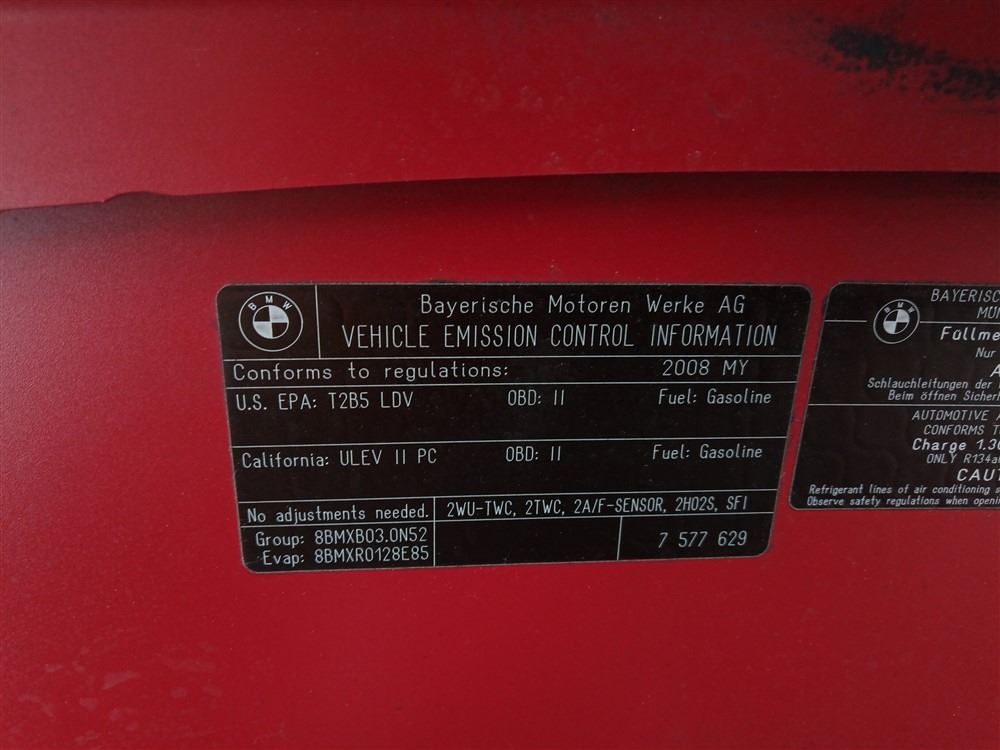 BMW
Bayerische Motoren Werke AG
VEHICLE EMISSION CONTROL INFORMATION
Conforms to regulations: 2008 MY
U.S. EPA: T2B5 LDV OBD: II Fuel: Gasoline
California: ULEV II PC OBD: II Fuel: Gasoline
No adjustments needed. 2WU-TWC, 2TWC, 2A/F-SENSOR, 2HO2S, SFI
Group: 8BMXB03.0N52
Evap: 8BMXR0128E85
7 577 629
BMW
BAYERISC
MÜN
Füllme
Nur
A
Schlauchleitungen der
Beim öffnen Sicherh
AUTOMOTIVE A
CONFORMS T
Charge 1.30
ONLY R134a
CAUT
Refrigerant lines of air conditioning s
Observe safety regulations when openin